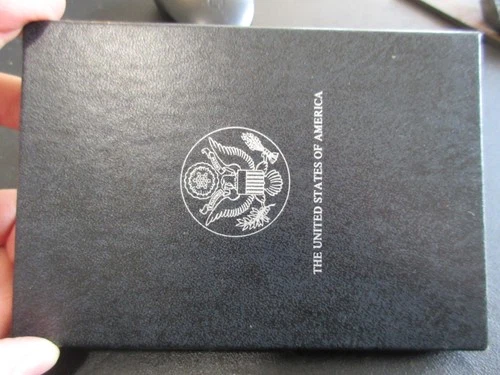 THE UNITED STATES OF AMERICA